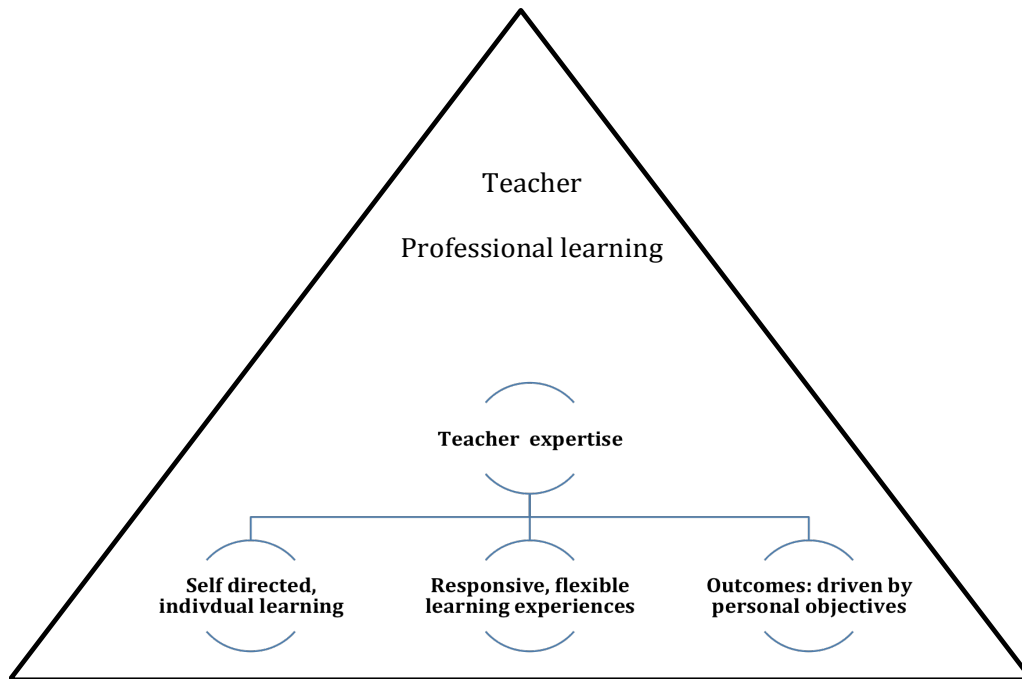 Teacher
Professional learning
Teacher expertise
Self directed,
indivdual learning
Responsive, flexible
learning experiences
Outcomes: driven by
personal objectives